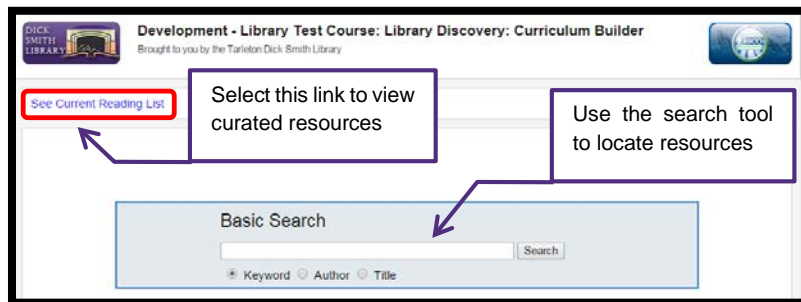 DICK
SMITH
LIBRARY
Development - Library Test Course: Library Discovery: Curriculum Builder
Brought to you by the Tarleton Dick Smith Library
See Current Reading List
Select this link to view
curated resources
Use the search tool
to locate resources
Basic Search
Search
Keyword Author Title